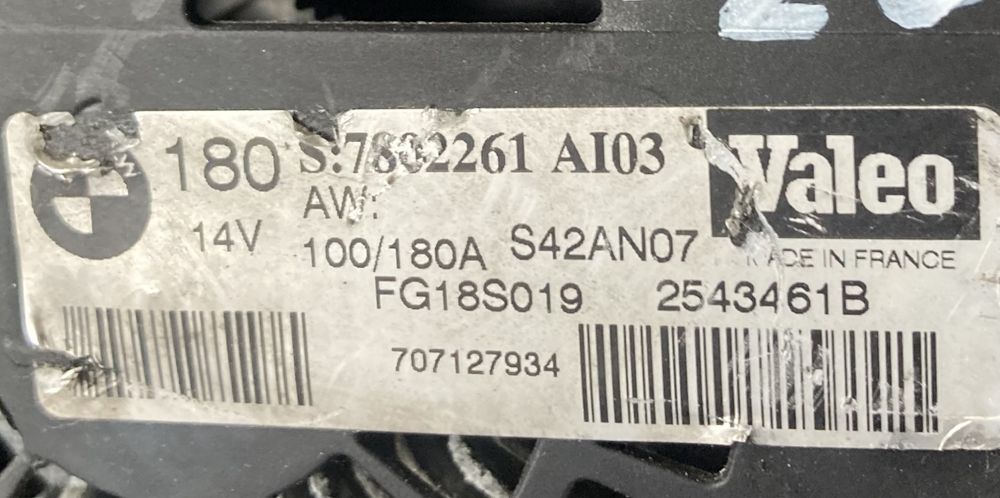 180 S:7802261 AI03 Valeo
AW:
14V 100/180A S42AN07 MADE IN FRANCE
FG18S019 2543461B
707127934